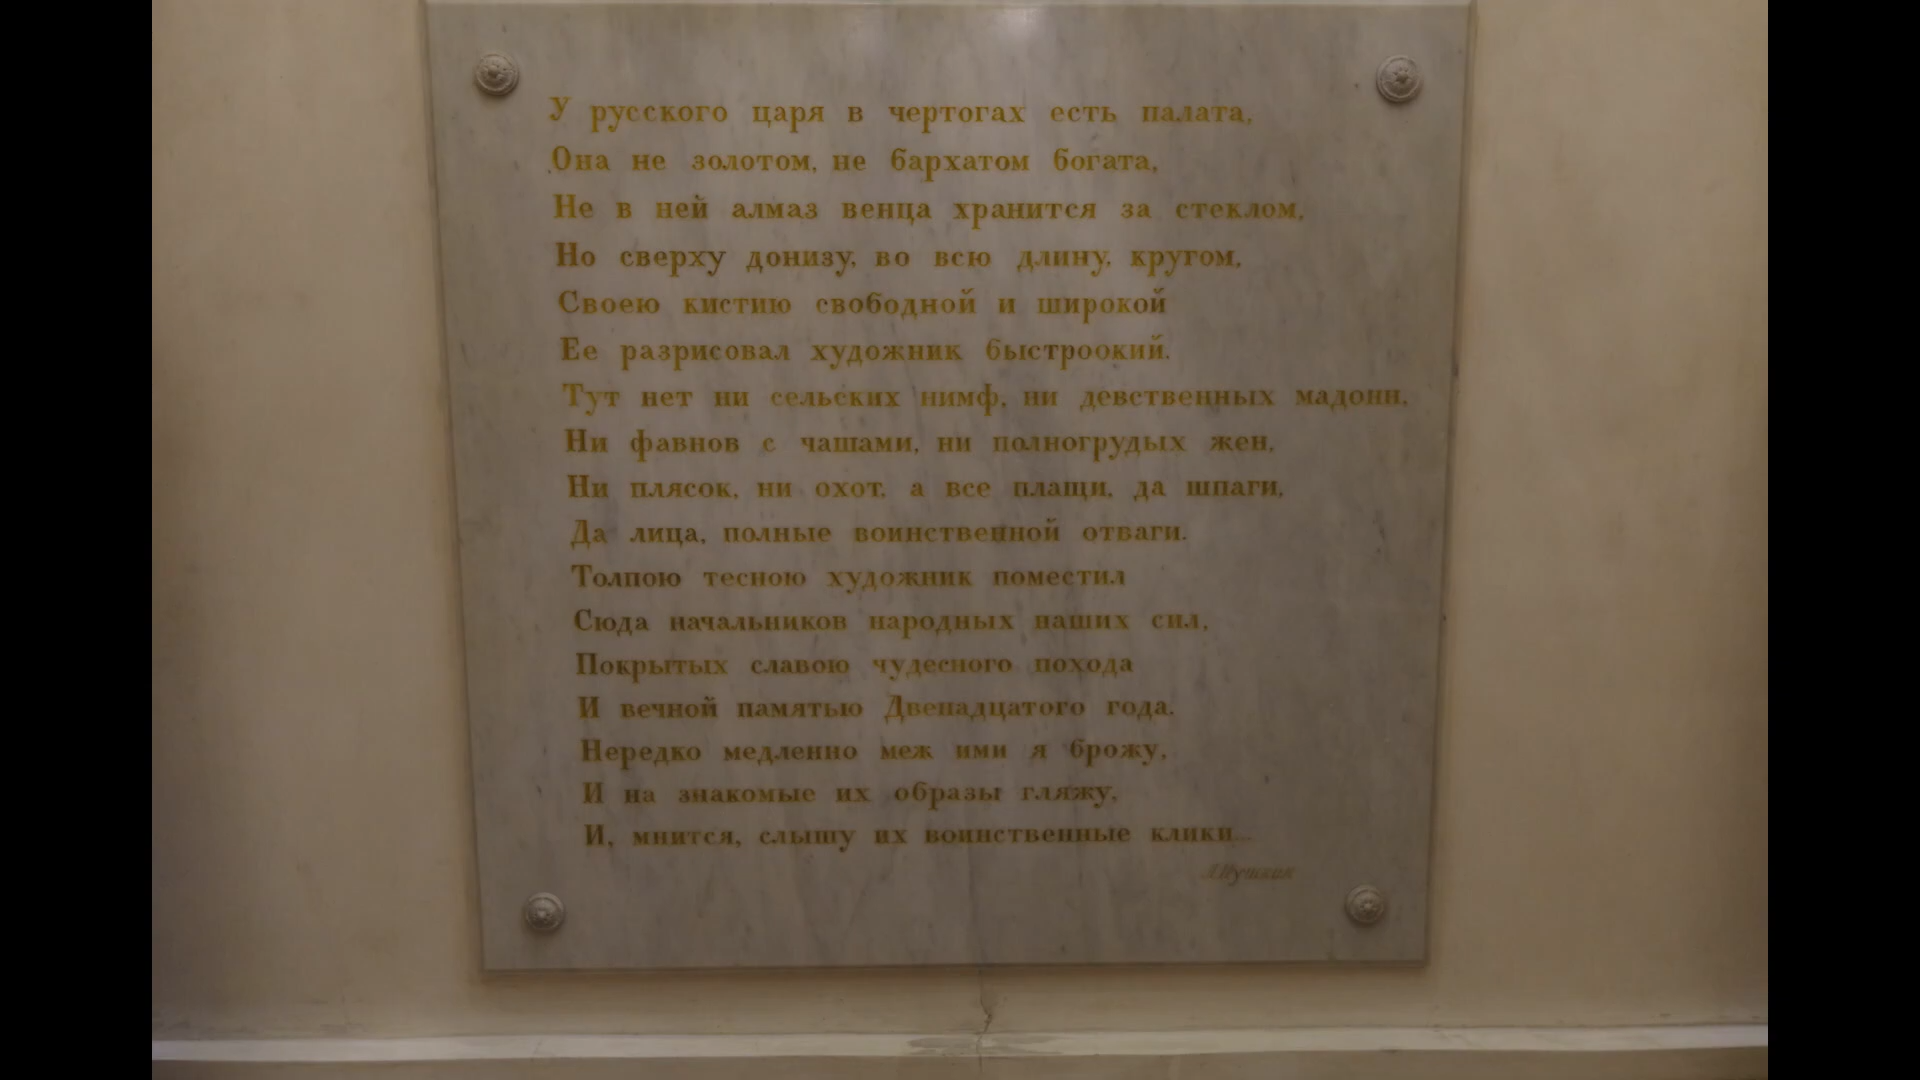 У русского царя в чертогах есть палата,
Она не золотом, не бархатом богата,
Не в ней алмаз венца хранится за стеклом,
Но сверху донизу, во всю длину, кругом,
Своею кистию свободной и широкой
Ее разрисовал художник быстроокий.
Тут нет ни сельских нимф, ни девственных мадонн,
Ни фавнов с чашами, ни полногрудых жен,
Ни плясок, ни охот, а все плащи, да шпаги,
Да лица, полные воинственной отваги.
Толпою тесною художник поместил
Сюда начальников народных наших сил,
Покрытых славою чудесного похода
И вечной памятью Двенадцатого года.
Нередко медленно меж ими я брожу,
И на знакомые их образы гляжу,
И, мнится, слышу их воинственные клики...
А.Пушкин